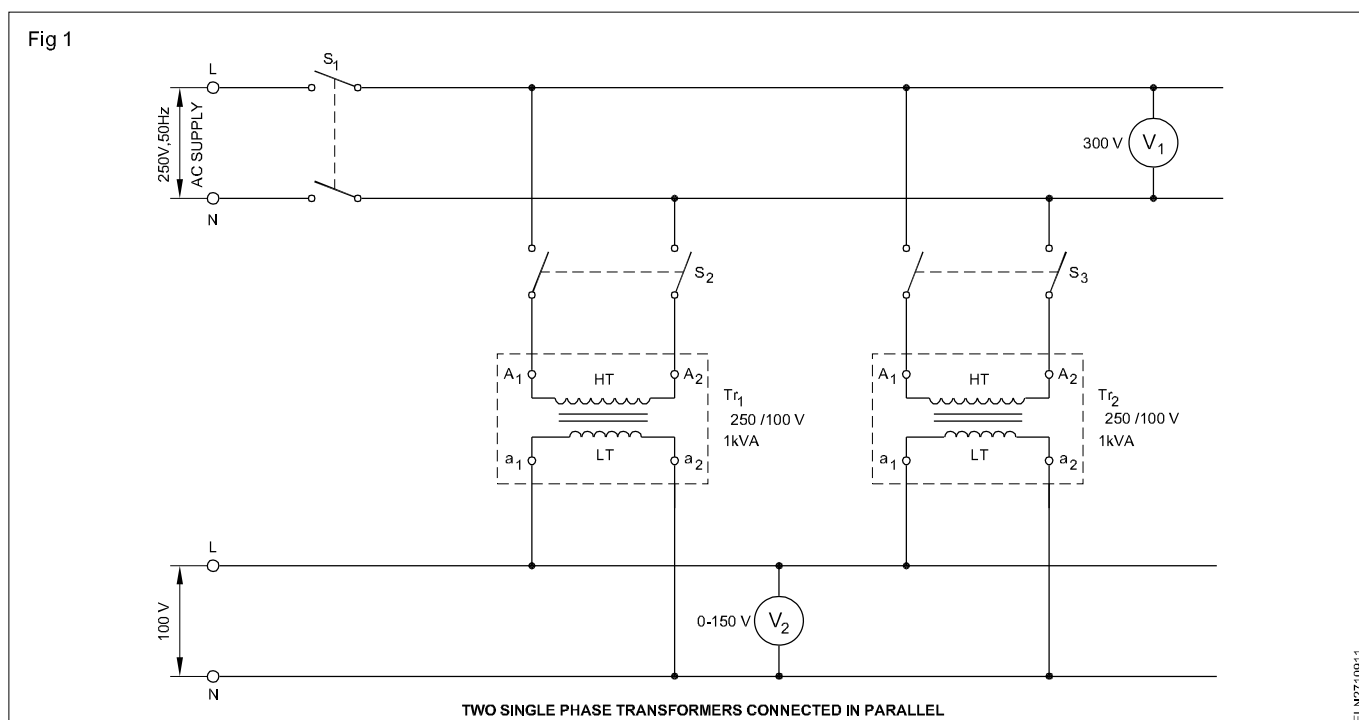 Fig 1
L
S1
250V,50Hz
AC SUPPLY
N
300 V
V1
S2
S3
A1
HT
A2
Tr1
250 /100 V
1kVA
a1
LT
a2
A1
HT
A2
Tr2
250 /100 V
1kVA
a1
LT
a2
L
100 V
0-150 V
V2
N
TWO SINGLE PHASE TRANSFORMERS CONNECTED IN PARALLEL
ELN2710911